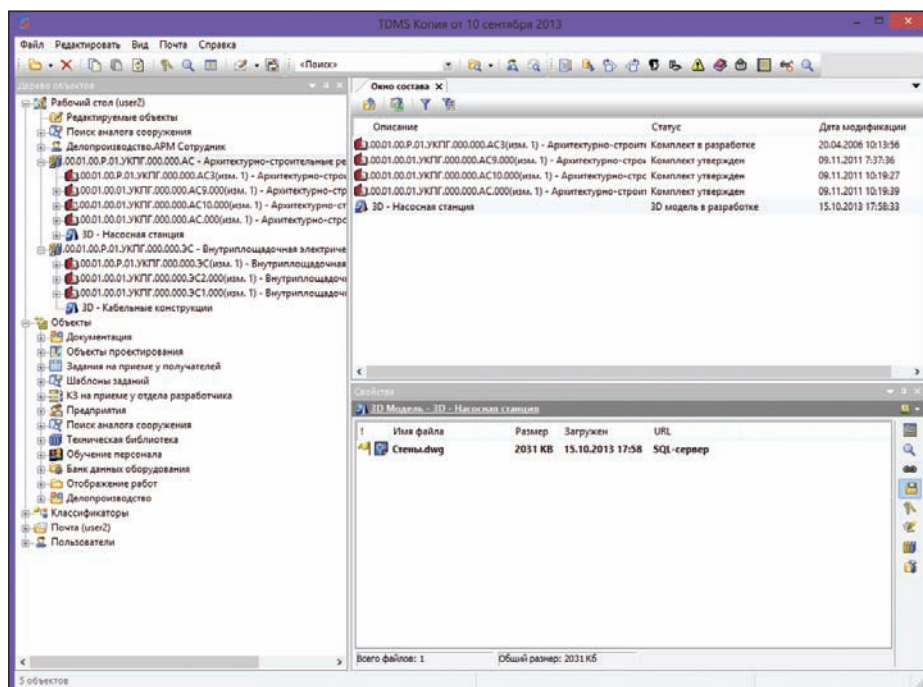 TDMS Копия от 10 сентября 2013
Файл Редактировать Вид Почта Справка
«Поиск»
Дерево объектов
Рабочий стол (user2)
Редактируемые объекты
Поиск аналога сооружения
Делопроизводство.АРМ Сотрудник
00.01.00.Р.01.УКПГ.000.000.АС - Архитектурно-строительные ре
00.01.00.Р.01.УКПГ.000.000.АС3(изм. 1) - Архитектурно-строи
00.01.00.01.УКПГ.000.000.АС9.000(изм. 1) - Архитектурно-стр
00.01.00.01.УКПГ.000.000.АС10.000(изм. 1) - Архитектурно-ст
00.01.00.01.УКПГ.000.000.АС.000(изм. 1) - Архитектурно-стрс
3D - Насосная станция
00.01.00.Р.01.УКПГ.000.000.ЭС - Внутриплощадочная электриче
00.01.00.Р.01.УКПГ.000.000.ЭС(изм. 1) - Внутриплощадочная
00.01.00.01.УКПГ.000.000.ЭС2.000(изм. 1) - Внутриплощадочн
00.01.00.01.УКПГ.000.000.ЭС1.000(изм. 1) - Внутриплощадочн
3D - Кабельные конструкции
Объекты
Документация
Объекты проектирования
Задания на приеме у получателей
Шаблоны заданий
КЗ на приеме у отдела разработчика
Предприятия
Поиск аналога сооружения
Техническая библиотека
Обучение персонала
Банк данных оборудования
Отображение работ
Делопроизводство
Классификаторы
Почта (user2)
Пользователи
Окно состава
Описание Статус Дата модификации
00.01.00.Р.01.УКПГ.000.000.АС3(изм. 1) - Архитектурно-строите Комплект в разработке 20.04.2006 10:13:56
00.01.00.01.УКПГ.000.000.АС9.000(изм. 1) - Архитектурно-строи Комплект утвержден 09.11.2011 7:37:36
00.01.00.01.УКПГ.000.000.АС10.000(изм. 1) - Архитектурно-стрс Комплект утвержден 09.11.2011 10:19:27
00.01.00.01.УКПГ.000.000.АС.000(изм. 1) - Архитектурно-строит Комплект утвержден 09.11.2011 10:19:39
3D - Насосная станция 3D модель в разработке 15.10.2013 17:58:33
Свойства
3D Модель - 3D - Насосная станция
! Имя файла Размер Загружен URL
Стены.dwg 2031 KB 15.10.2013 17:58 SQL-сервер
Всего файлов: 1 Общий размер: 2031 Кб
5 объектов